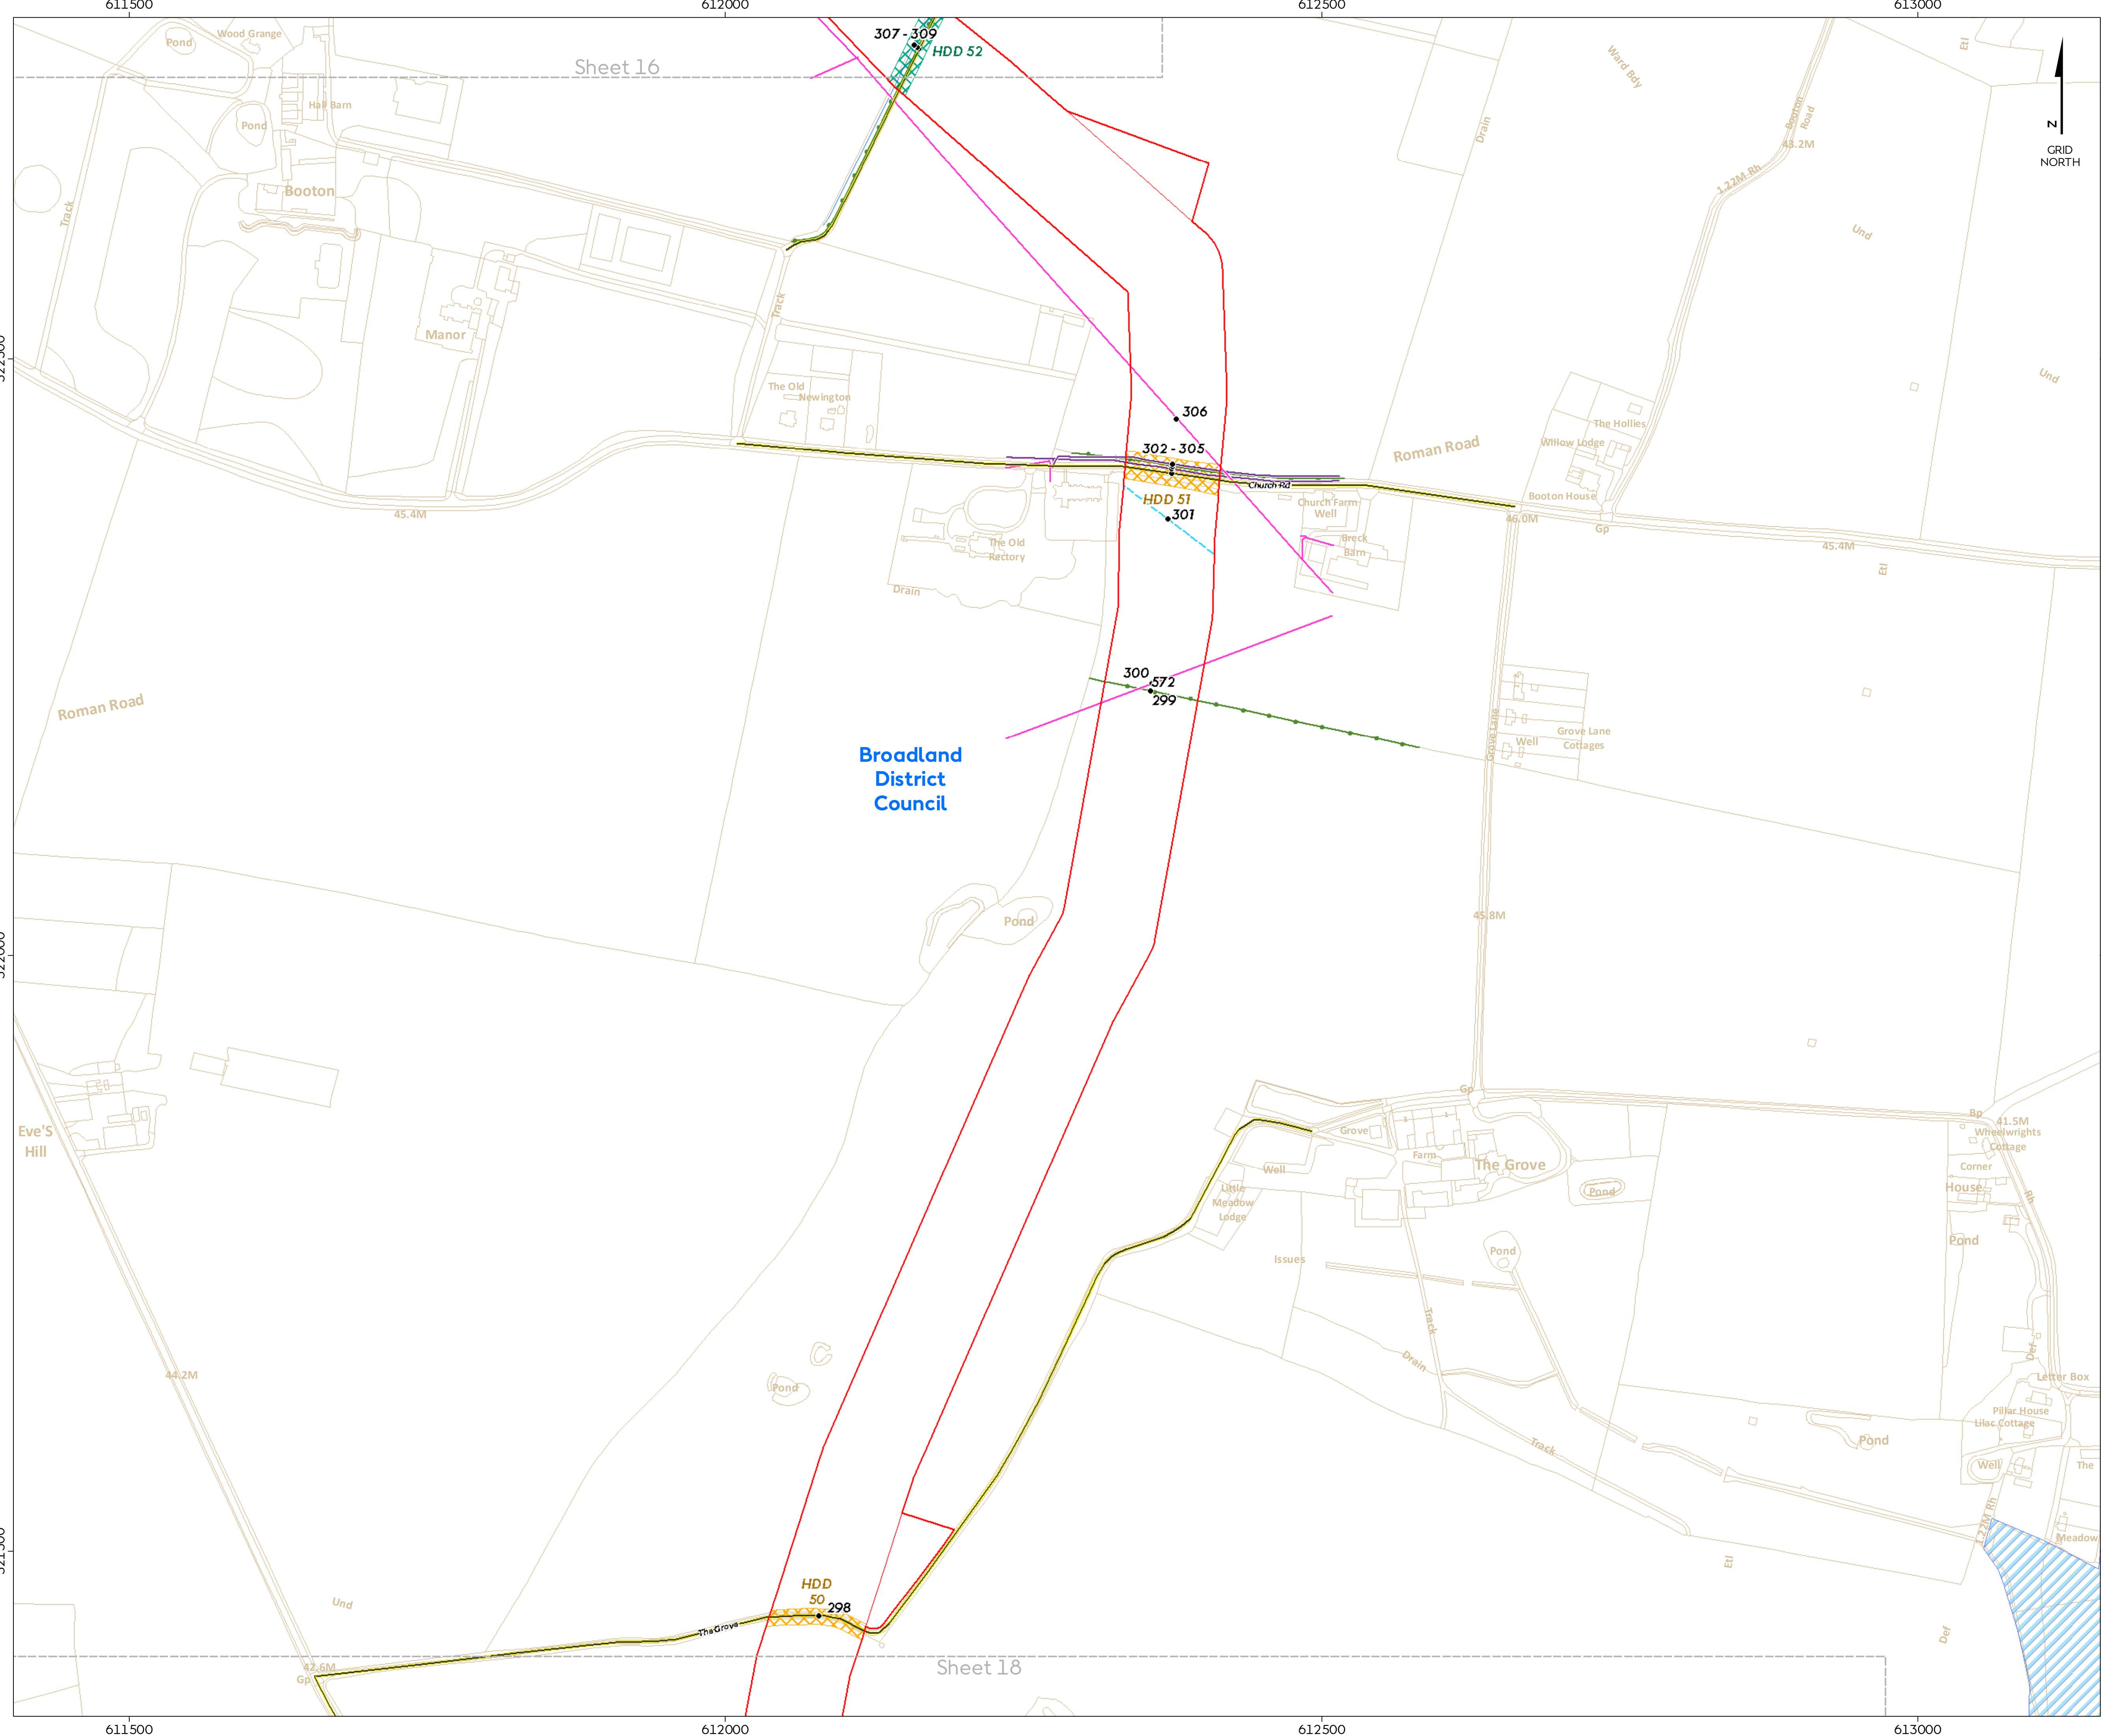 611500
612000
612500
613000
307 - 309
HDD 52
Sheet 16
Pond
Wood Grange
Hall Barn
Pond
Booton
Track
Manor
Track
The Old
Newington
Ward Bdy
Drain
Booton
Road
43.2M
1.22M Rh
Etl
Und
Und
N
GRID
NORTH
306
302 - 305
Church Rd
HDD 51
301
Roman Road
The Hollies
Willow Lodge
Booton House
46.0M
Gp
45.4M
Etl
Church Farm
Well
Breck
Barn
45.4M
The Old
Rectory
Drain
300
572
299
Roman Road
Broadland
District
Council
Grove Lane
Well
Grove Lane
Cottages
Pond
45.8M
Gp
Bp
41.5M
Wheelwrights
Cottage
Corner
House
Rh
Pond
Eve'S
Hill
Grove
Farm
The Grove
Pond
Well
Little
Meadow
Lodge
Issues
Pond
Track
Drain
Track
Def
Letter Box
Pillar House
Lilac Cottage
Pond
Well
The
1.22M Rh
Meadow
44.2M
Pond
Etl
Def
Und
HDD
50
298
The Grove
42.6M
Gp
Sheet 18
611500
612000
612500
613000